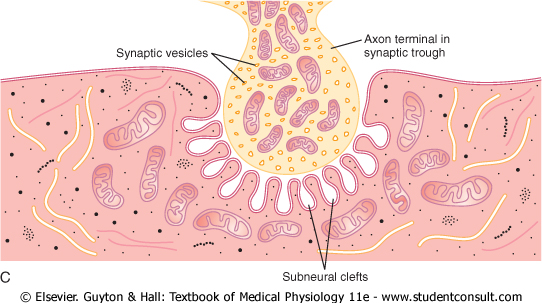 Synaptic vesicles
Axon terminal in
synaptic trough
Subneural clefts
C
© Elsevier. Guyton & Hall: Textbook of Medical Physiology 11e - www.studentconsult.com